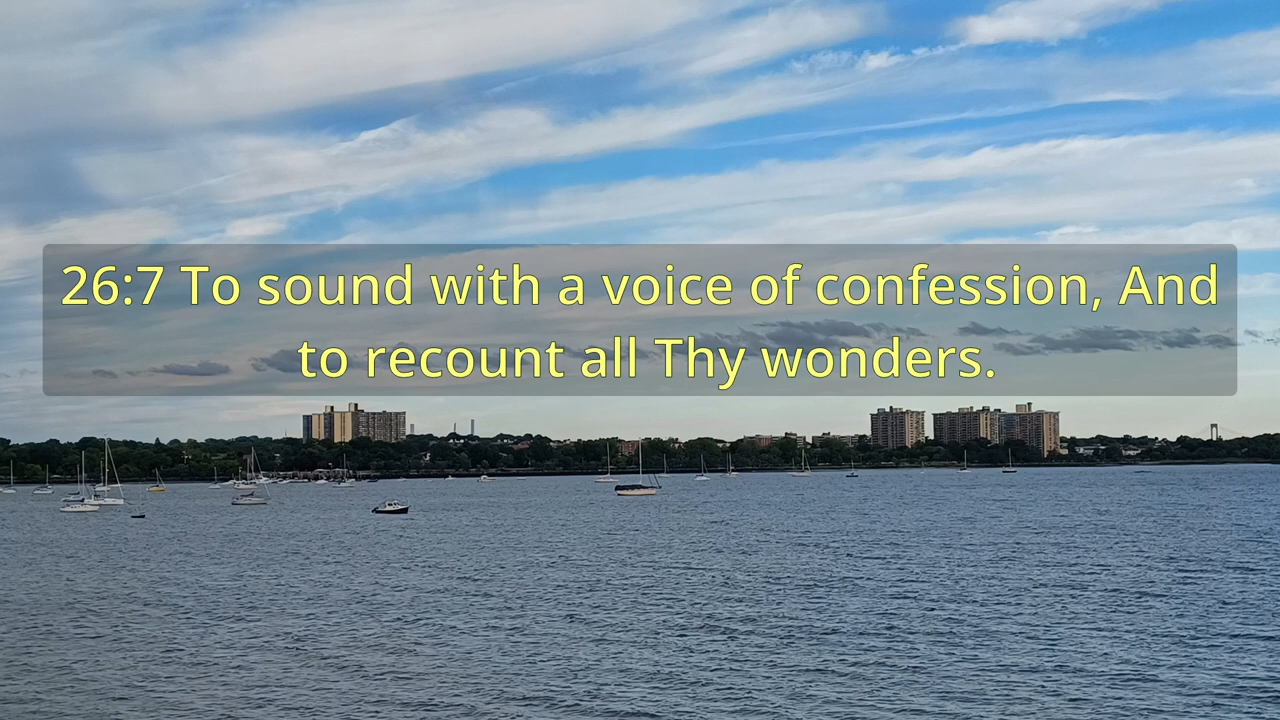 26:7 To sound with a voice of confession, And
to recount all Thy wonders.